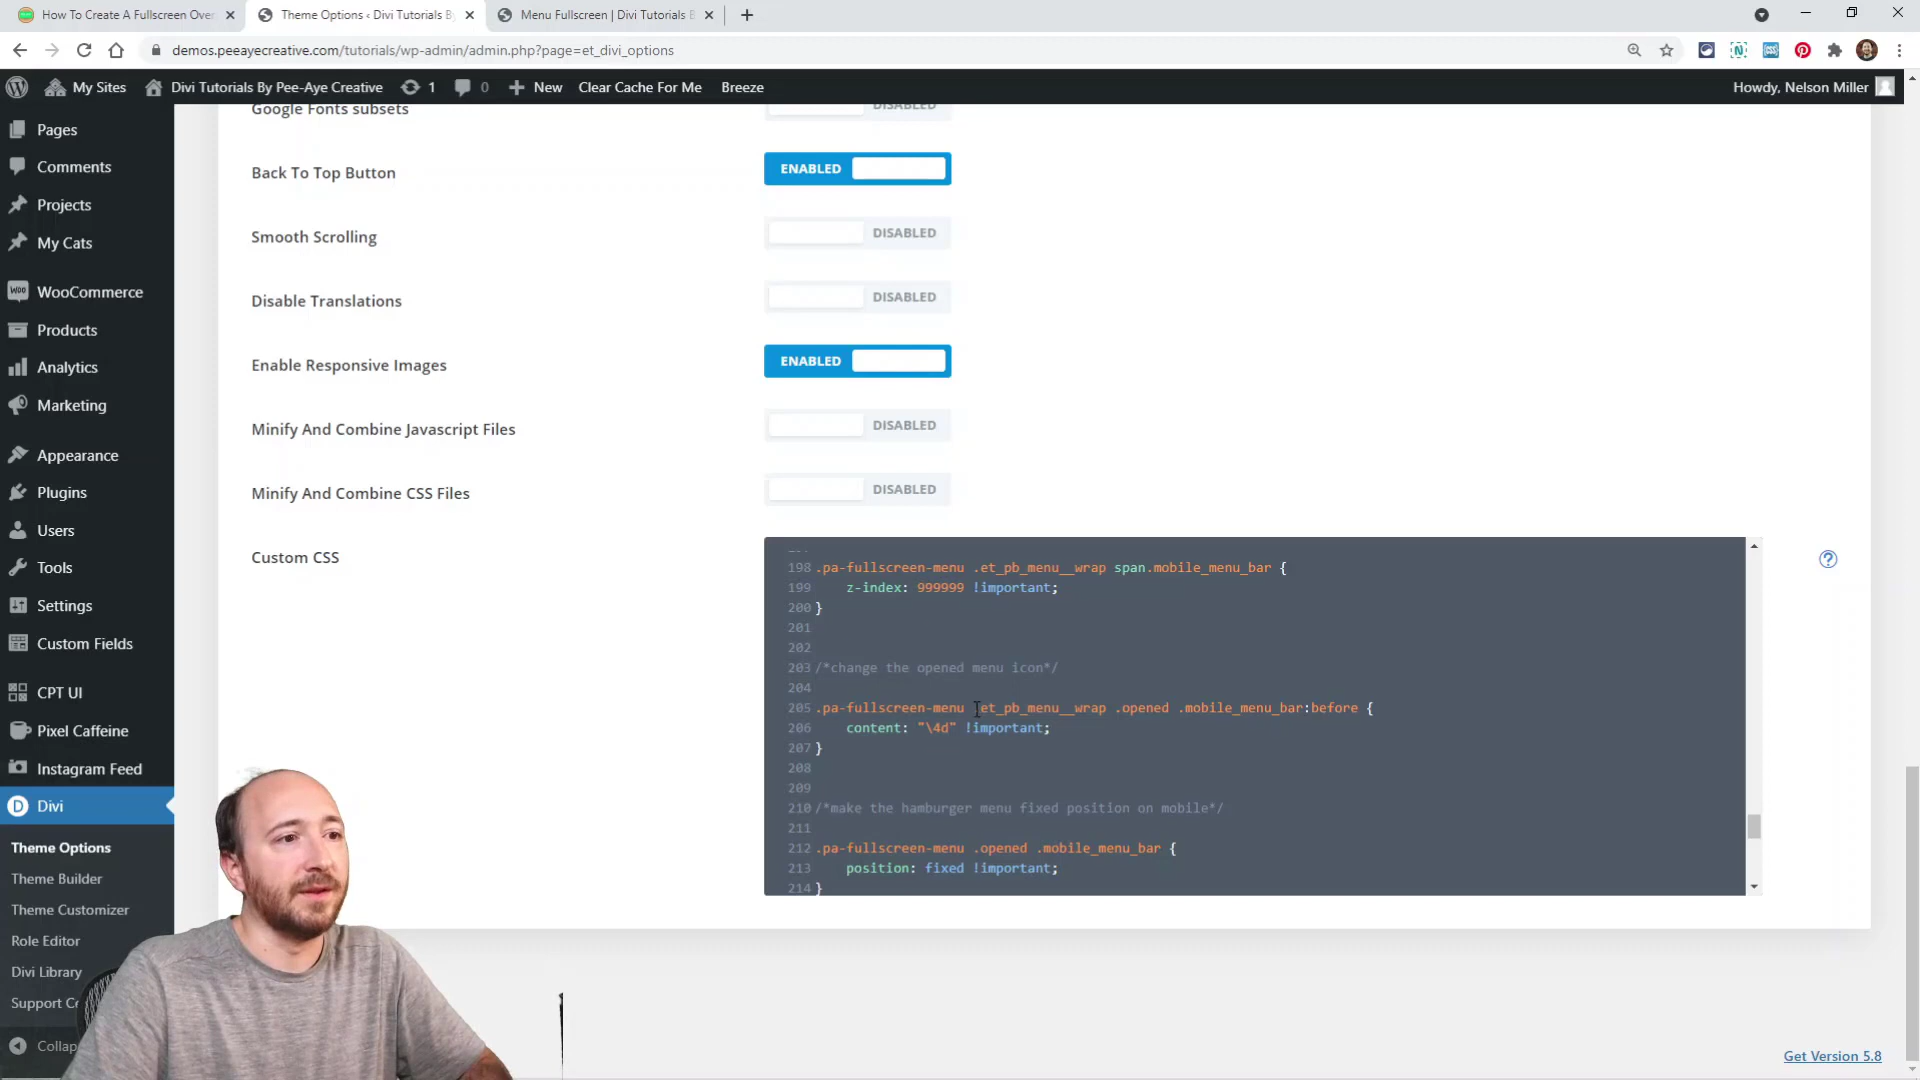 How To Create A Fullscreen Over
Theme Options ‹ Divi Tutorials By
Menu Fullscreen | Divi Tutorials B
demos.peeayecreative.com/tutorials/wp-admin/admin.php?page=et_divi_options
My Sites
Divi Tutorials By Pee-Aye Creative
1
0
New
Clear Cache For Me
Breeze
Howdy, Nelson Miller
Pages
Comments
Projects
My Cats
WooCommerce
Products
Analytics
Marketing
Appearance
Plugins
Users
Tools
Settings
Custom Fields
CPT UI
Pixel Caffeine
Instagram Feed
Divi
Theme Options
Theme Builder
Theme Customizer
Role Editor
Divi Library
Support Ce
Collap
Google Fonts subsets
DISABLED
Back To Top Button
ENABLED
Smooth Scrolling
DISABLED
Disable Translations
DISABLED
Enable Responsive Images
ENABLED
Minify And Combine Javascript Files
DISABLED
Minify And Combine CSS Files
DISABLED
Custom CSS
198 .pa-fullscreen-menu .et_pb_menu__wrap span.mobile_menu_bar {
199 z-index: 999999 !important;
200 }
201
202
203 /*change the opened menu icon*/
204
205 .pa-fullscreen-menu .et_pb_menu__wrap .opened .mobile_menu_bar:before {
206 content: "\4d" !important;
207 }
208
209
210 /*make the hamburger menu fixed position on mobile*/
211
212 .pa-fullscreen-menu .opened .mobile_menu_bar {
213 position: fixed !important;
214 }
Get Version 5.8